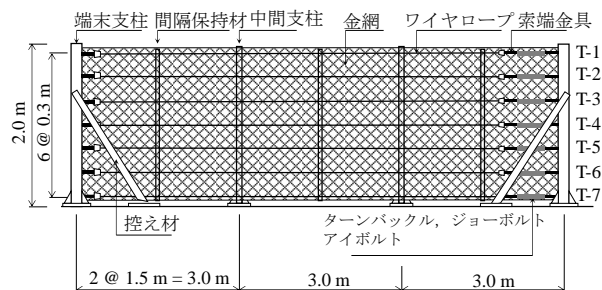 端末支柱 間隔保持材 中間支柱 金網 ワイヤロープ 索端金具
T-1
T-2
T-3
T-4
T-5
T-6
T-7
2.0 m
6 @ 0.3 m
控え材
ターンバックル，ジョーボルト
アイボルト
2 @ 1.5 m = 3.0 m
3.0 m
3.0 m